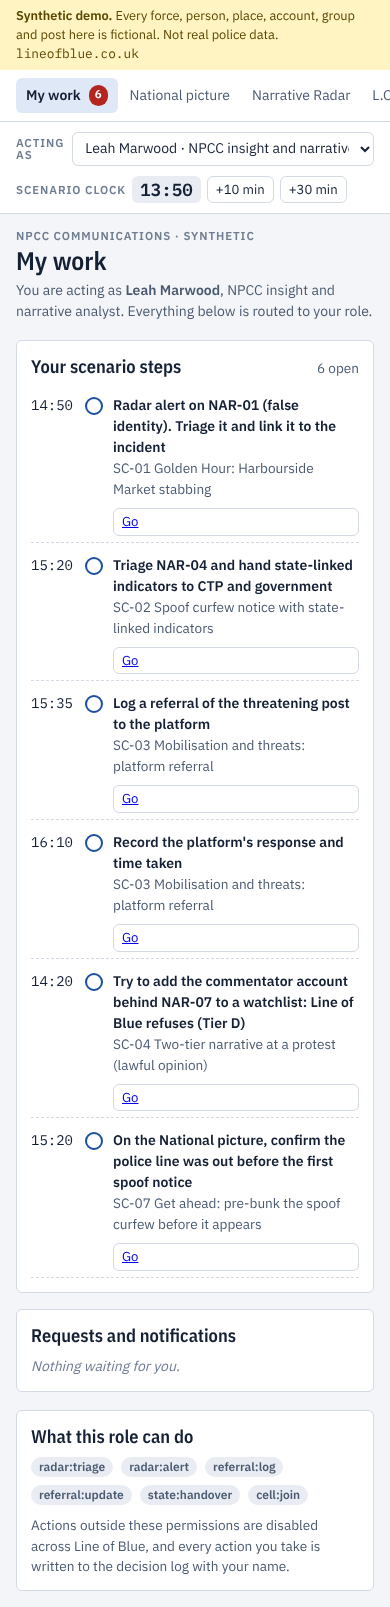 Synthetic demo. Every force, person, place, account, group
and post here is fictional. Not real police data.
lineofblue.co.uk
My work 6 National picture Narrative Radar L.O
ACTING AS Leah Marwood · NPCC insight and narrativ
SCENARIO CLOCK 13:50 +10 min +30 min
NPCC COMMUNICATIONS · SYNTHETIC
My work
You are acting as Leah Marwood, NPCC insight and
narrative analyst. Everything below is routed to your role.
Your scenario steps 6 open
14:50 Radar alert on NAR-01 (false
identity). Triage it and link it to the
incident
SC-01 Golden Hour: Harbourside
Market stabbing
Go
15:20 Triage NAR-04 and hand state-linked
indicators to CTP and government
SC-02 Spoof curfew notice with state-
linked indicators
Go
15:35 Log a referral of the threatening post
to the platform
SC-03 Mobilisation and threats:
platform referral
Go
16:10 Record the platform's response and
time taken
SC-03 Mobilisation and threats:
platform referral
Go
14:20 Try to add the commentator account
behind NAR-07 to a watchlist: Line of
Blue refuses (Tier D)
SC-04 Two-tier narrative at a protest
(lawful opinion)
Go
15:20 On the National picture, confirm the
police line was out before the first
spoof notice
SC-07 Get ahead: pre-bunk the spoof
curfew before it appears
Go
Requests and notifications
Nothing waiting for you.
What this role can do
radar:triage radar:alert referral:log
referral:update state:handover cell:join
Actions outside these permissions are disabled
across Line of Blue, and every action you take is
written to the decision log with your name.